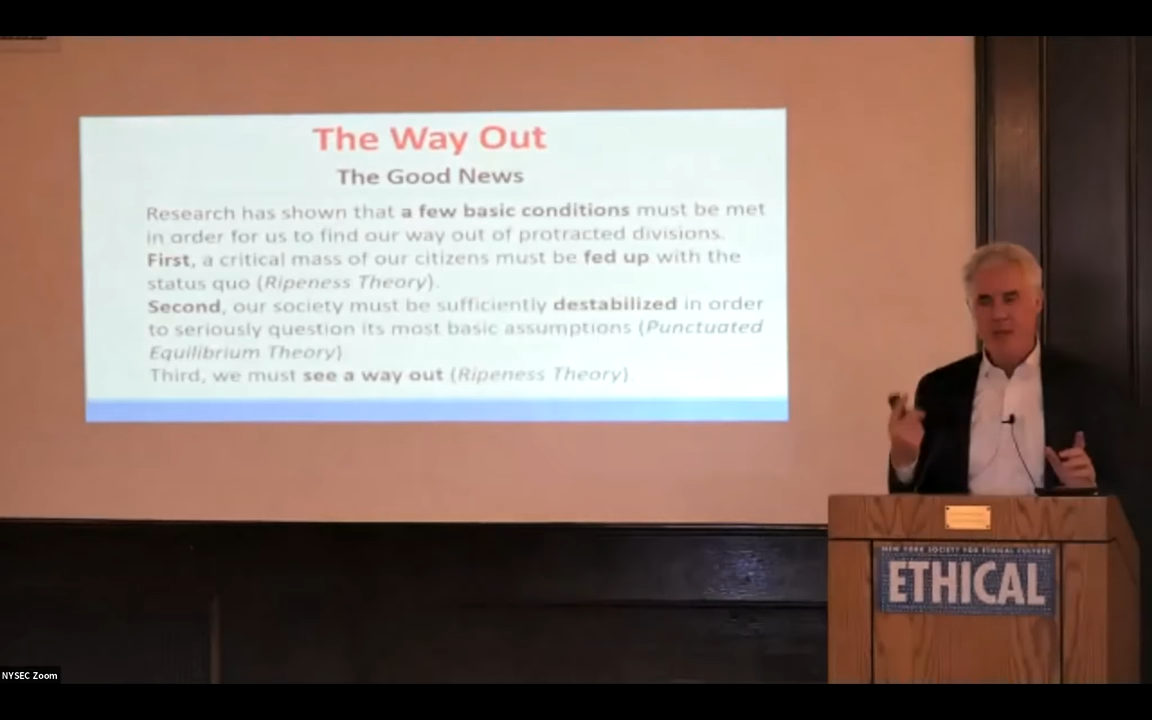 The Way Out
The Good News
Research has shown that a few basic conditions must be met
in order for us to find our way out of protracted divisions.
First, a critical mass of our citizens must be fed up with the
status quo (Ripeness Theory).
Second, our society must be sufficiently destabilized in order
to seriously question its most basic assumptions (Punctuated
Equilibrium Theory)
Third, we must see a way out (Ripeness Theory)
NEW YORK SOCIETY FOR ETHICAL CULTURE
ETHICAL
NYSEC Zoom